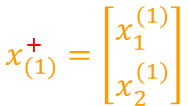 x⁺₍₁₎ = [x₁⁽¹⁾
x₂⁽¹⁾]